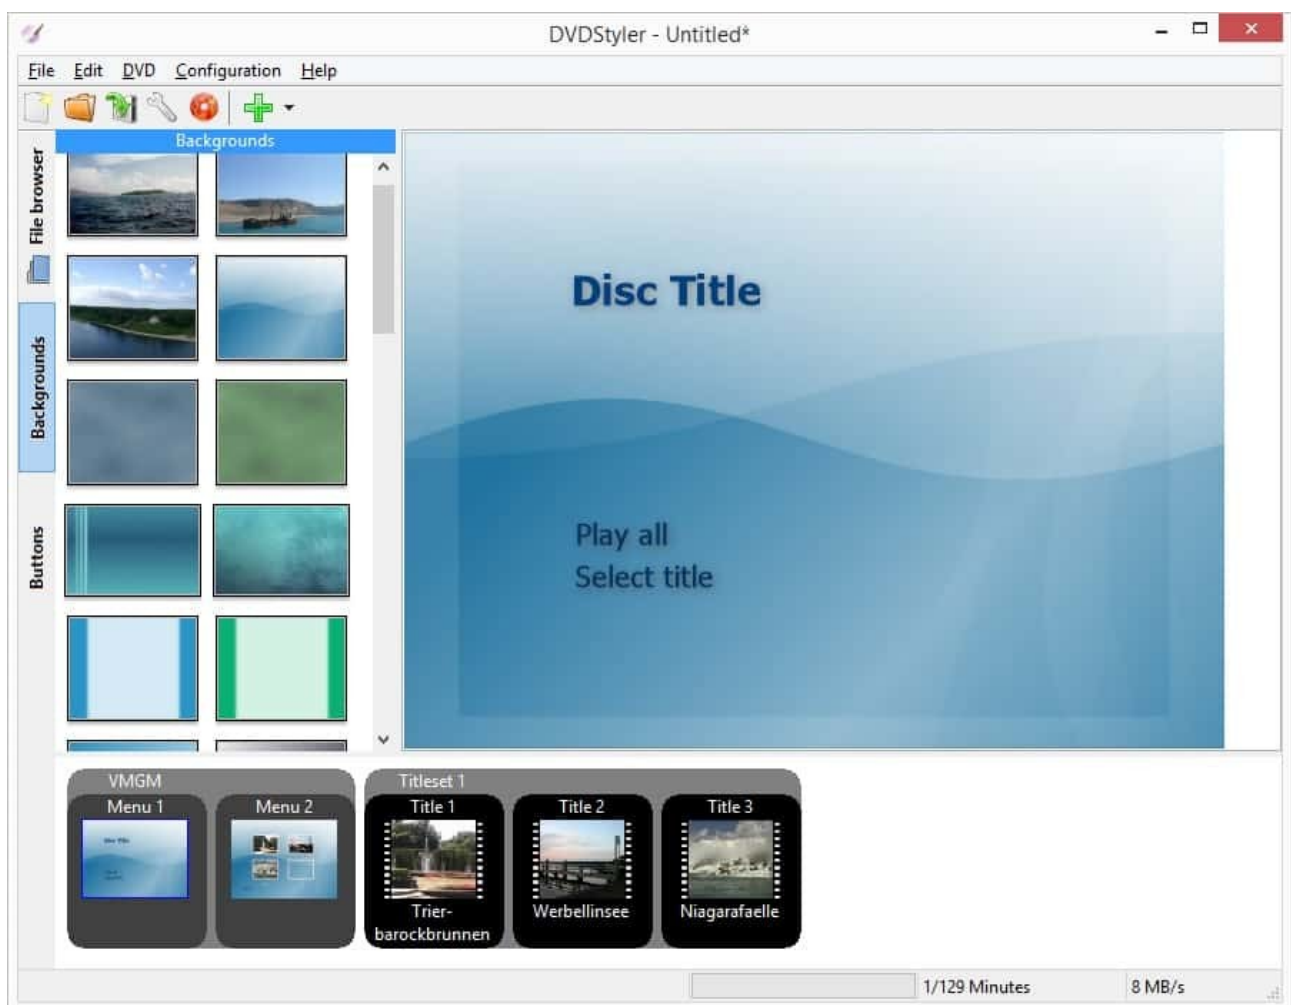 DVDStyler - Untitled*
File Edit DVD Configuration Help
File browser
Backgrounds
Buttons
Backgrounds
Disc Title
Play all
Select title
VMGM
Titleset 1
Menu 1
Menu 2
Title 1
Title 2
Title 3
Disc Title
Trier-
barockbrunnen
Werbellinsee
Niagarafaelle
1/129 Minutes
8 MB/s